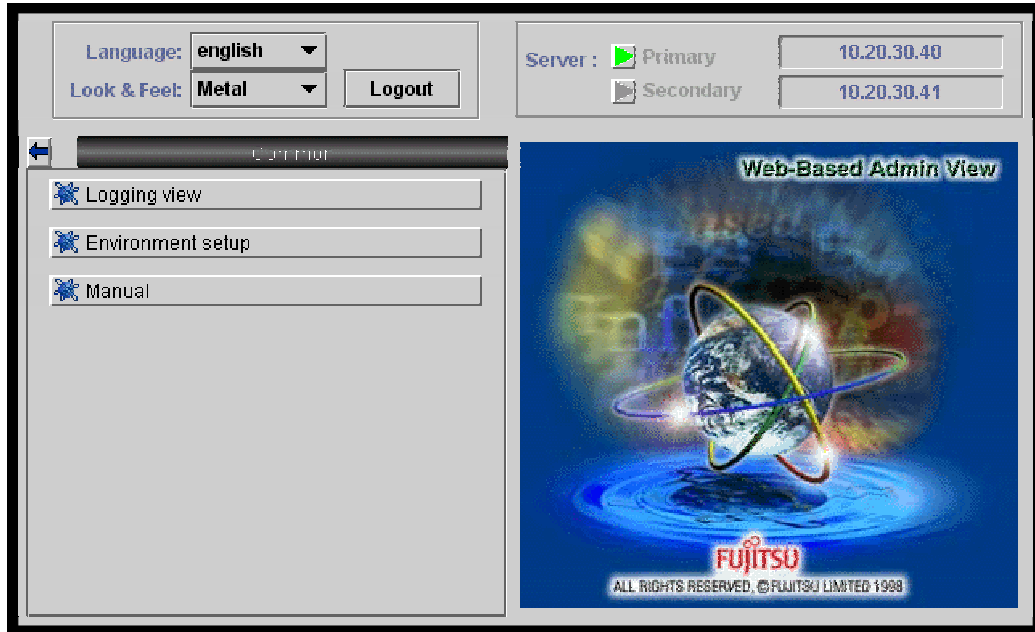 Language: english
Look & Feel: Metal Logout
Server : Primary 10.20.30.40
Secondary 10.20.30.41
Common
Logging view
Environment setup
Manual
Web-Based Admin View
FUJITSU
ALL RIGHTS RESERVED, © FUJITSU LIMITED 1998